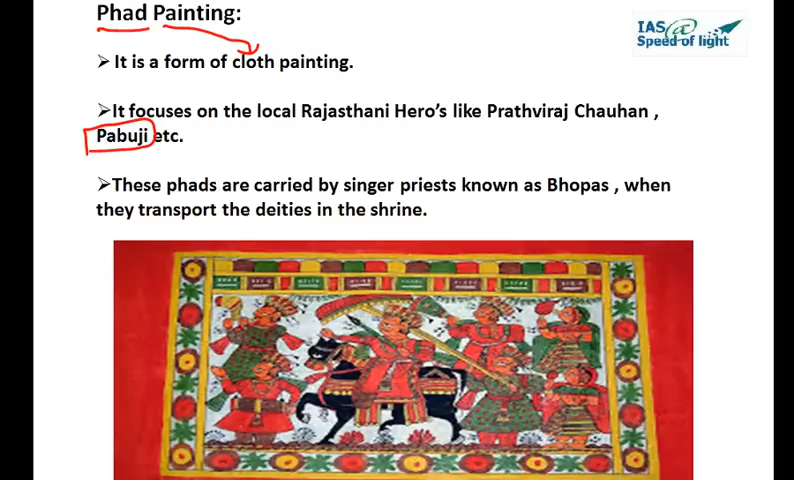 Phad Painting:
IAS@
Speed of light
➢ It is a form of cloth painting.
➢It focuses on the local Rajasthani Hero's like Prathviraj Chauhan ,
Pabuji etc.
➢These phads are carried by singer priests known as Bhopas , when
they transport the deities in the shrine.